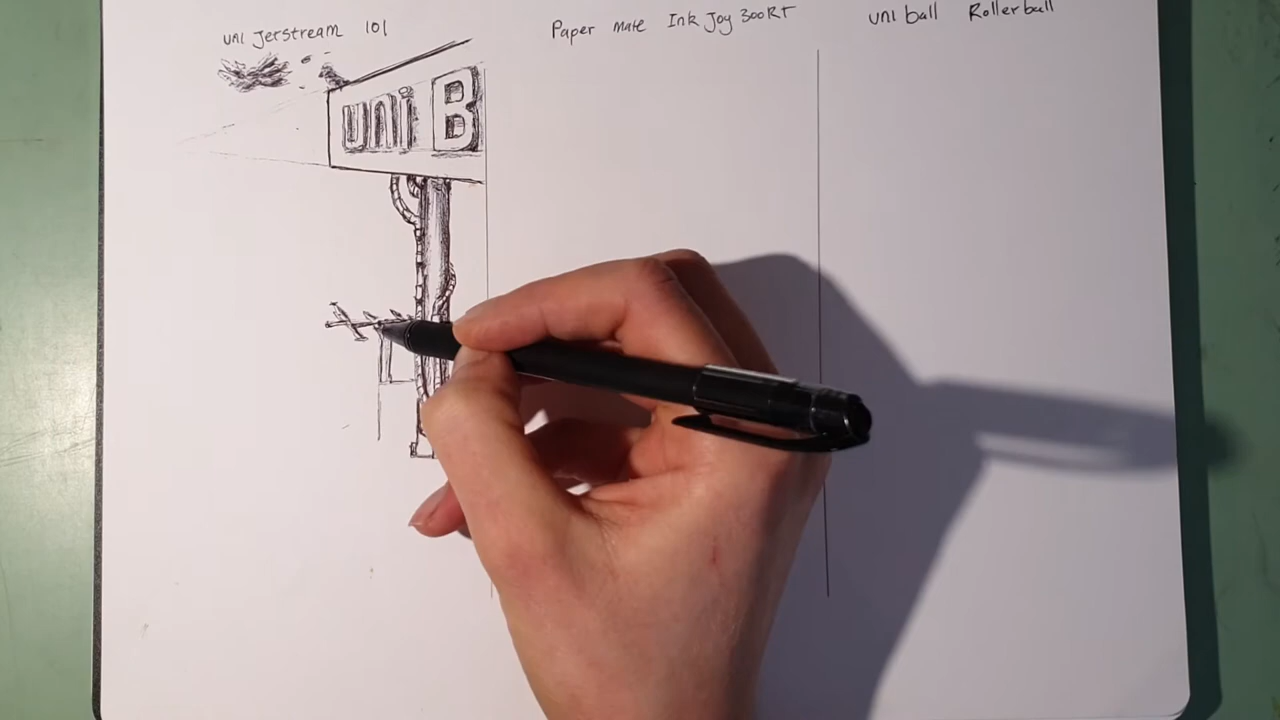 uni Jetstream 101
Paper mate Ink Joy 300RT
uni ball Rollerball
uni B